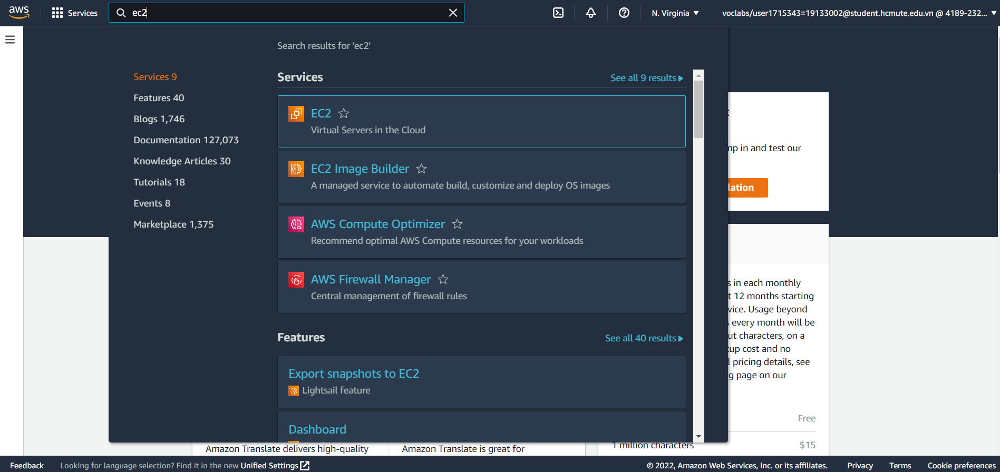 aws
Services
ec2
N. Virginia
voclabs/user1715343=19133002@student.hcmute.edu.vn @ 4189-232...
Search results for 'ec2'
Services 9
Features 40
Blogs 1,746
Documentation 127,073
Knowledge Articles 30
Tutorials 18
Events 8
Marketplace 1,375
Services
See all 9 results
EC2
Virtual Servers in the Cloud
EC2 Image Builder
A managed service to automate build, customize and deploy OS images
AWS Compute Optimizer
Recommend optimal AWS Compute resources for your workloads
AWS Firewall Manager
Central management of firewall rules
Features
See all 40 results
Export snapshots to EC2
Lightsail feature
Dashboard
in and test our
in each monthly
12 months starting
Usage beyond
every month will be
characters, on a
cost and no
pricing details, see
page on our
Free
1 million characters
$15
Amazon Translate delivers high-quality
Amazon Translate is great for
Feedback
Looking for language selection? Find it in the new Unified Settings
© 2022, Amazon Web Services, Inc. or its affiliates.
Privacy
Terms
Cookie preferences